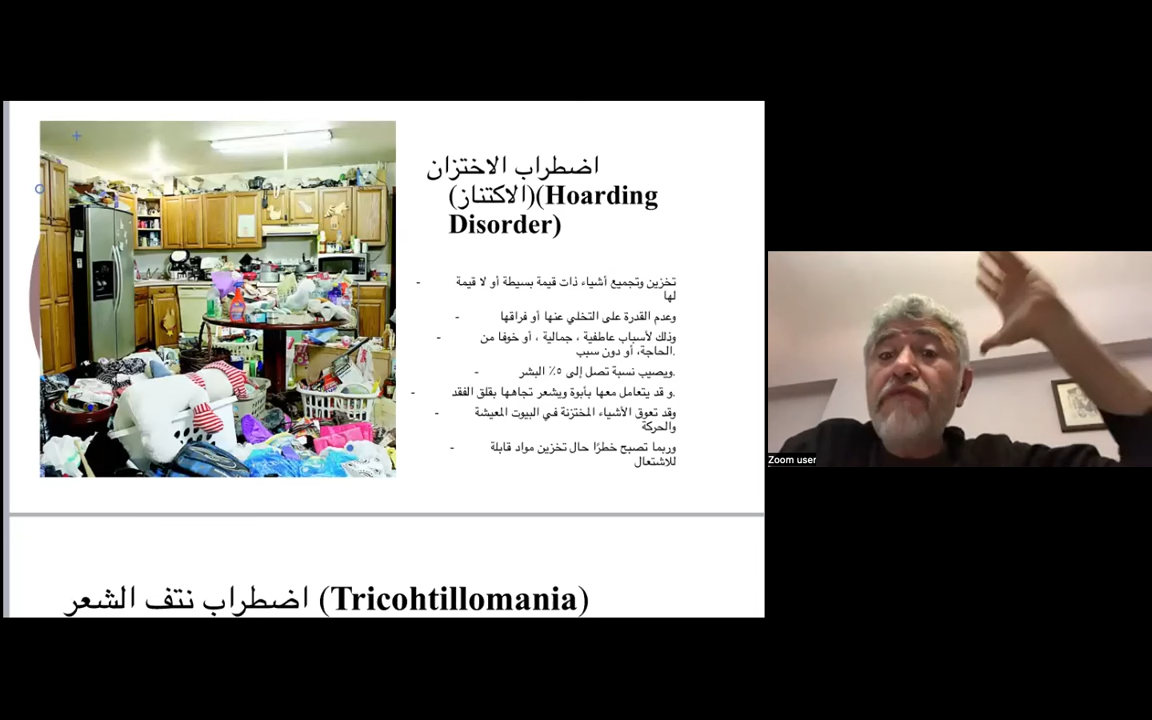 اضطراب الاختزان
(الاكتناز)(Hoarding
Disorder)
- تخزين وتجميع أشياء ذات قيمة بسيطة أو لا قيمة
لها
- وعدم القدرة على التخلي عنها أو فراقها
- وذلك لأسباب عاطفية ، جمالية ، أو خوفا من
.الحاجة، أو دون سبب
- .ويصيب نسبة تصل إلى ٥٪ البشر
- .و قد يتعامل معها بأبوة ويشعر تجاهها بقلق الفقد
- وقد تعوق الأشياء المختزنة في البيوت المعيشة
والحركة
- وربما تصبح خطرًا حال تخزين مواد قابلة
للاشتعال
اضطراب نتف الشعر (Tricohtillomania)
Zoom user